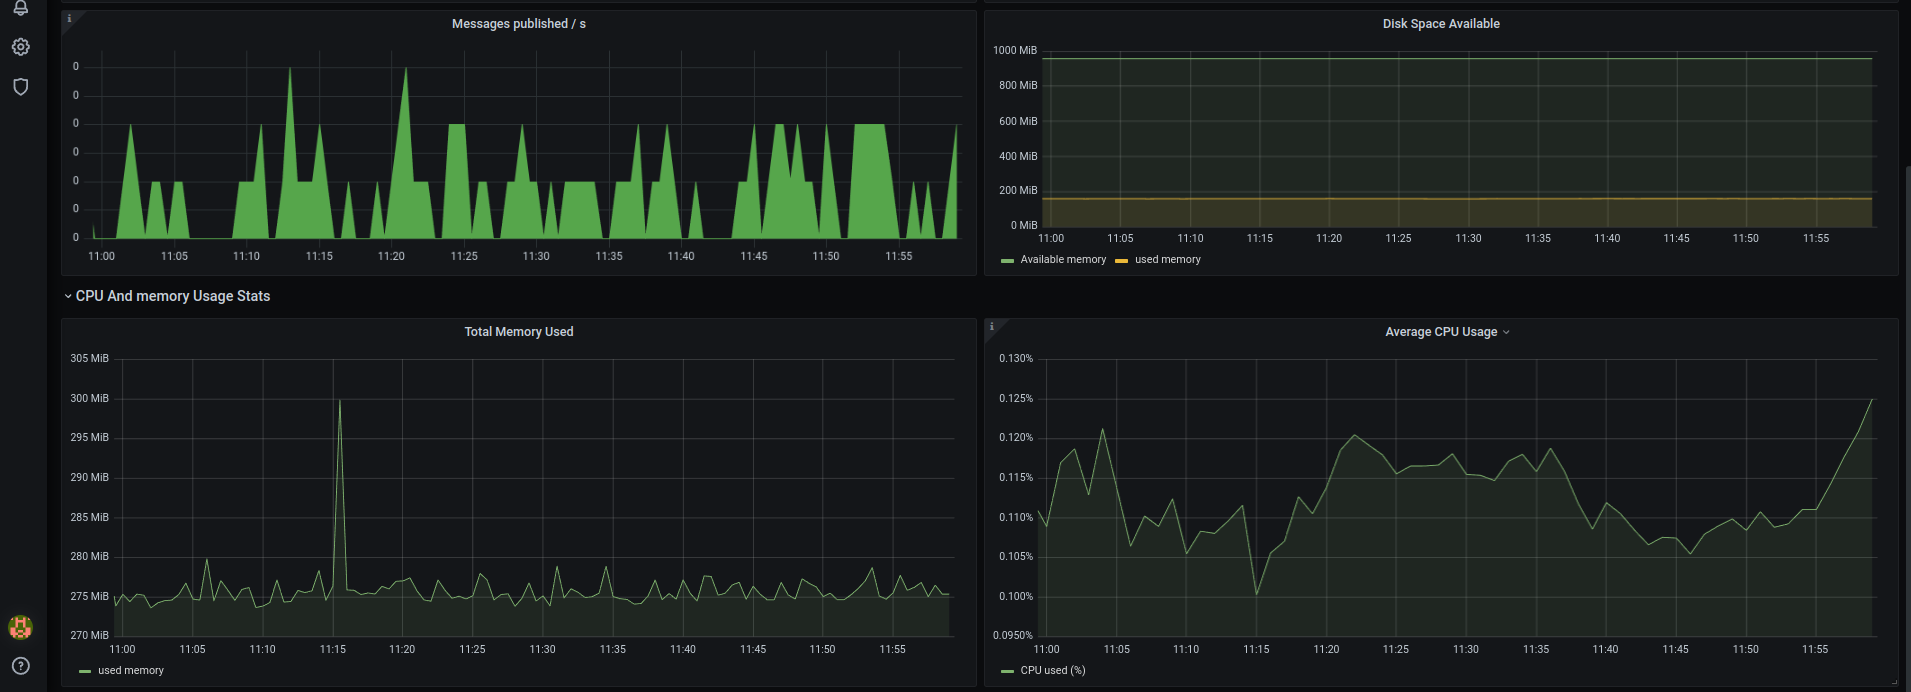 Messages published / s
0
0
0
0
0
0
0
11:00 11:05 11:10 11:15 11:20 11:25 11:30 11:35 11:40 11:45 11:50 11:55
Disk Space Available
1000 MiB
800 MiB
600 MiB
400 MiB
200 MiB
0 MiB
11:00 11:05 11:10 11:15 11:20 11:25 11:30 11:35 11:40 11:45 11:50 11:55
Available memory used memory
CPU And memory Usage Stats
Total Memory Used
305 MiB
300 MiB
295 MiB
290 MiB
285 MiB
280 MiB
275 MiB
270 MiB
11:00 11:05 11:10 11:15 11:20 11:25 11:30 11:35 11:40 11:45 11:50 11:55
used memory
Average CPU Usage
0.130%
0.125%
0.120%
0.115%
0.110%
0.105%
0.100%
0.0950%
11:00 11:05 11:10 11:15 11:20 11:25 11:30 11:35 11:40 11:45 11:50 11:55
CPU used (%)